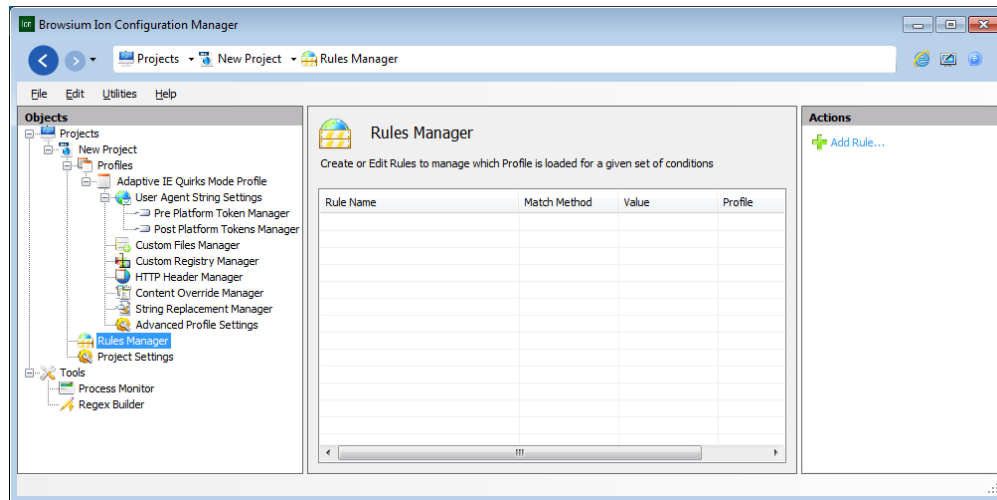 Ion Browsium Ion Configuration Manager
Projects New Project Rules Manager
File Edit Utilities Help
Objects
Projects
New Project
Profiles
Adaptive IE Quirks Mode Profile
User Agent String Settings
Pre Platform Token Manager
Post Platform Tokens Manager
Custom Files Manager
Custom Registry Manager
HTTP Header Manager
Content Override Manager
String Replacement Manager
Advanced Profile Settings
Rules Manager
Project Settings
Tools
Process Monitor
Regex Builder
Rules Manager
Create or Edit Rules to manage which Profile is loaded for a given set of conditions
Rule Name Match Method Value Profile
Actions
Add Rule...